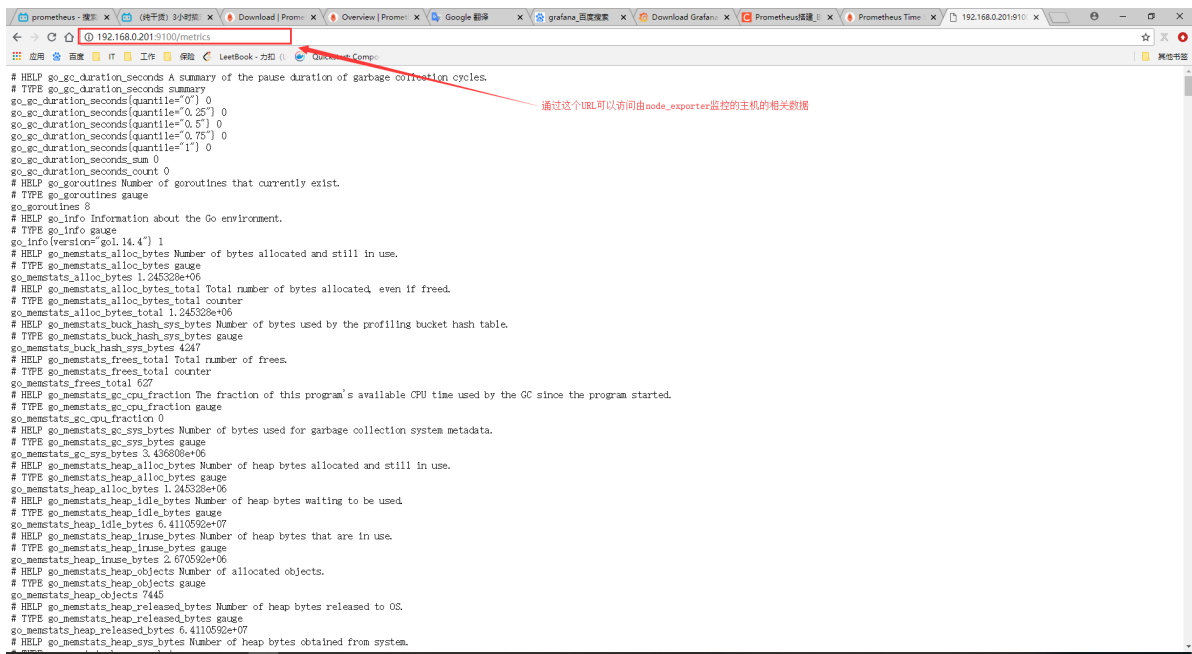 prometheus - 搜索
(纯干货) 3小时
Download | Prome
Overview | Promet
Google 翻译
grafana_百度搜索
Download Grafana
Prometheus搭建_
Prometheus Time
192.168.0.201:910
192.168.0.201:9100/metrics
应用 百度 IT 工作 保险 LeetBook - 力扣 其他书签
# HELP go_gc_duration_seconds A summary of the pause duration of garbage collection cycles.
# TYPE go_gc_duration_seconds summary
通过这个URL可以访问由node_exporter监控的主机的相关数据
go_gc_duration_seconds{quantile="0"} 0
go_gc_duration_seconds{quantile="0.25"} 0
go_gc_duration_seconds{quantile="0.5"} 0
go_gc_duration_seconds{quantile="0.75"} 0
go_gc_duration_seconds{quantile="1"} 0
go_gc_duration_seconds_sum 0
go_gc_duration_seconds_count 0
# HELP go_goroutines Number of goroutines that currently exist.
# TYPE go_goroutines gauge
go_goroutines 8
# HELP go_info Information about the Go environment.
# TYPE go_info gauge
go_info{version="go1.14.4"} 1
# HELP go_memstats_alloc_bytes Number of bytes allocated and still in use.
# TYPE go_memstats_alloc_bytes gauge
go_memstats_alloc_bytes 1.245328e+06
# HELP go_memstats_alloc_bytes_total Total number of bytes allocated, even if freed.
# TYPE go_memstats_alloc_bytes_total counter
go_memstats_alloc_bytes_total 1.245328e+06
# HELP go_memstats_buck_hash_sys_bytes Number of bytes used by the profiling bucket hash table.
# TYPE go_memstats_buck_hash_sys_bytes gauge
go_memstats_buck_hash_sys_bytes 4247
# HELP go_memstats_frees_total Total number of frees.
# TYPE go_memstats_frees_total counter
go_memstats_frees_total 627
# HELP go_memstats_gc_cpu_fraction The fraction of this program's available CPU time used by the GC since the program started.
# TYPE go_memstats_gc_cpu_fraction gauge
go_memstats_gc_cpu_fraction 0
# HELP go_memstats_gc_sys_bytes Number of bytes used for garbage collection system metadata.
# TYPE go_memstats_gc_sys_bytes gauge
go_memstats_gc_sys_bytes 3.436808e+06
# HELP go_memstats_heap_alloc_bytes Number of heap bytes allocated and still in use.
# TYPE go_memstats_heap_alloc_bytes gauge
go_memstats_heap_alloc_bytes 1.245328e+06
# HELP go_memstats_heap_idle_bytes Number of heap bytes waiting to be used.
# TYPE go_memstats_heap_idle_bytes gauge
go_memstats_heap_idle_bytes 6.4110592e+07
# HELP go_memstats_heap_inuse_bytes Number of heap bytes that are in use.
# TYPE go_memstats_heap_inuse_bytes gauge
go_memstats_heap_inuse_bytes 2.670592e+06
# HELP go_memstats_heap_objects Number of allocated objects.
# TYPE go_memstats_heap_objects gauge
go_memstats_heap_objects 7445
# HELP go_memstats_heap_released_bytes Number of heap bytes released to OS.
# TYPE go_memstats_heap_released_bytes gauge
go_memstats_heap_released_bytes 6.4110592e+07
# HELP go_memstats_heap_sys_bytes Number of heap bytes obtained from system.